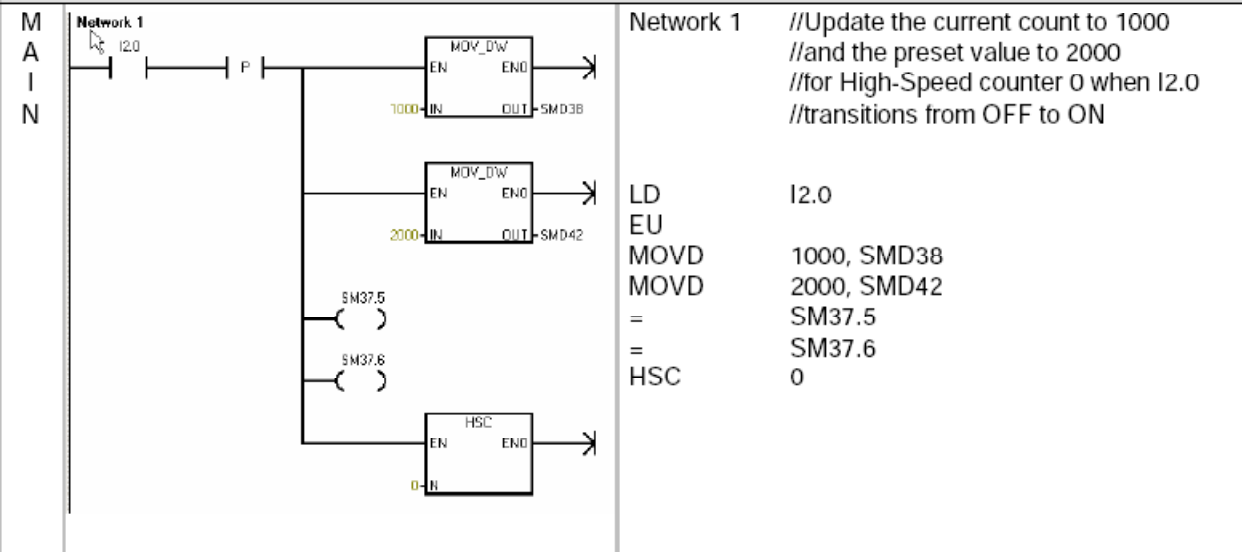 M
A
I
N
Network 1
I2.0
P
MOV_DW
EN ENO
1000 IN OUT SMD38
MOV_DW
EN ENO
2000 IN OUT SMD42
SM37.5
SM37.6
HSC
EN ENO
0 N
Network 1 //Update the current count to 1000
//and the preset value to 2000
//for High-Speed counter 0 when I2.0
//transitions from OFF to ON
LD I2.0
EU
MOVD 1000, SMD38
MOVD 2000, SMD42
= SM37.5
= SM37.6
HSC 0